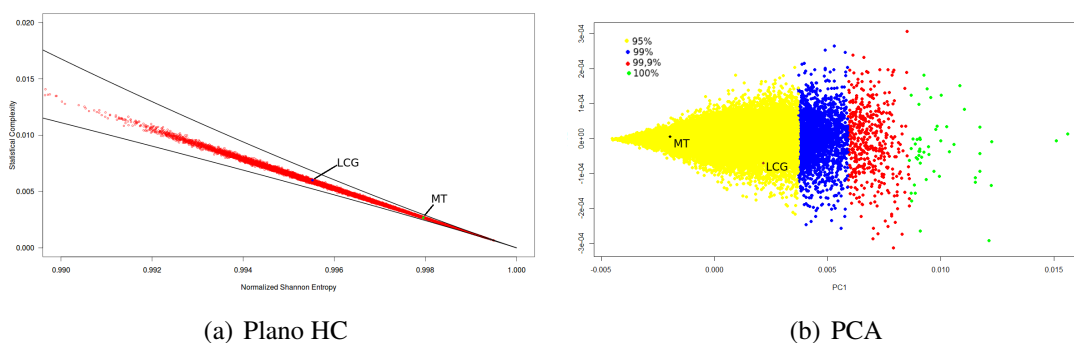 0.020
0.015
0.010
0.005
0.000
Statistical Complexity
LCG
MT
0.990
0.992
0.994
0.996
0.998
1.000
Normalized Shannon Entropy
(a) Plano HC
3e-04
2e-04
1e-04
0e+00
-1e-04
-2e-04
-3e-04
95%
99%
99,9%
100%
MT
LCG
-0.005
0.000
0.005
0.010
0.015
PC1
(b) PCA